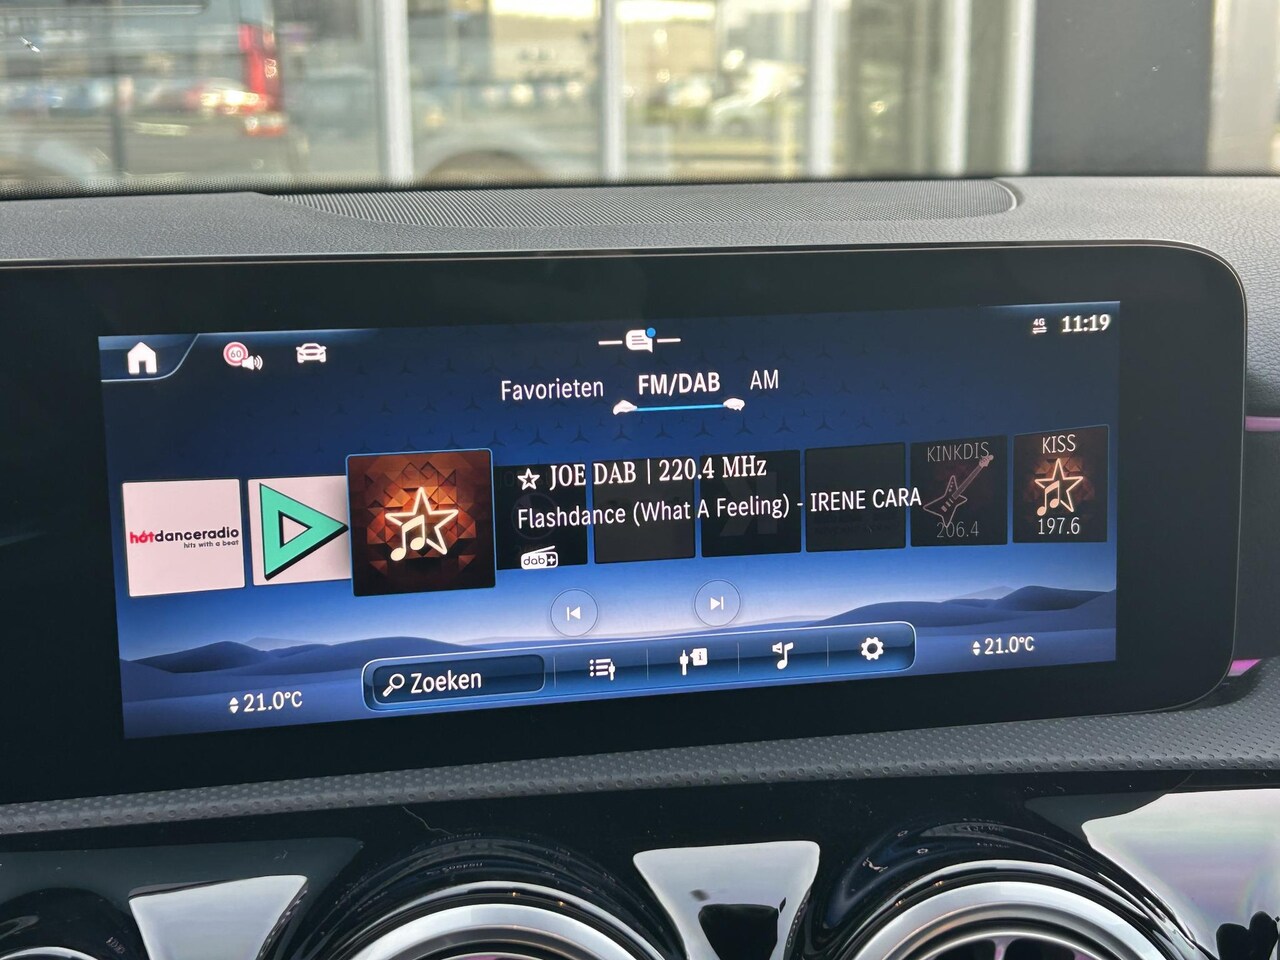 60
4G
11:19
Favorieten
FM/DAB
AM
JOE DAB | 220.4 MHz
Flashdance (What A Feeling) - IRENE CARA
dab+
hotdanceradio
hits with a beat
KINKDIS
206.4
KISS
197.6
21.0°C
Zoeken
i
21.0°C